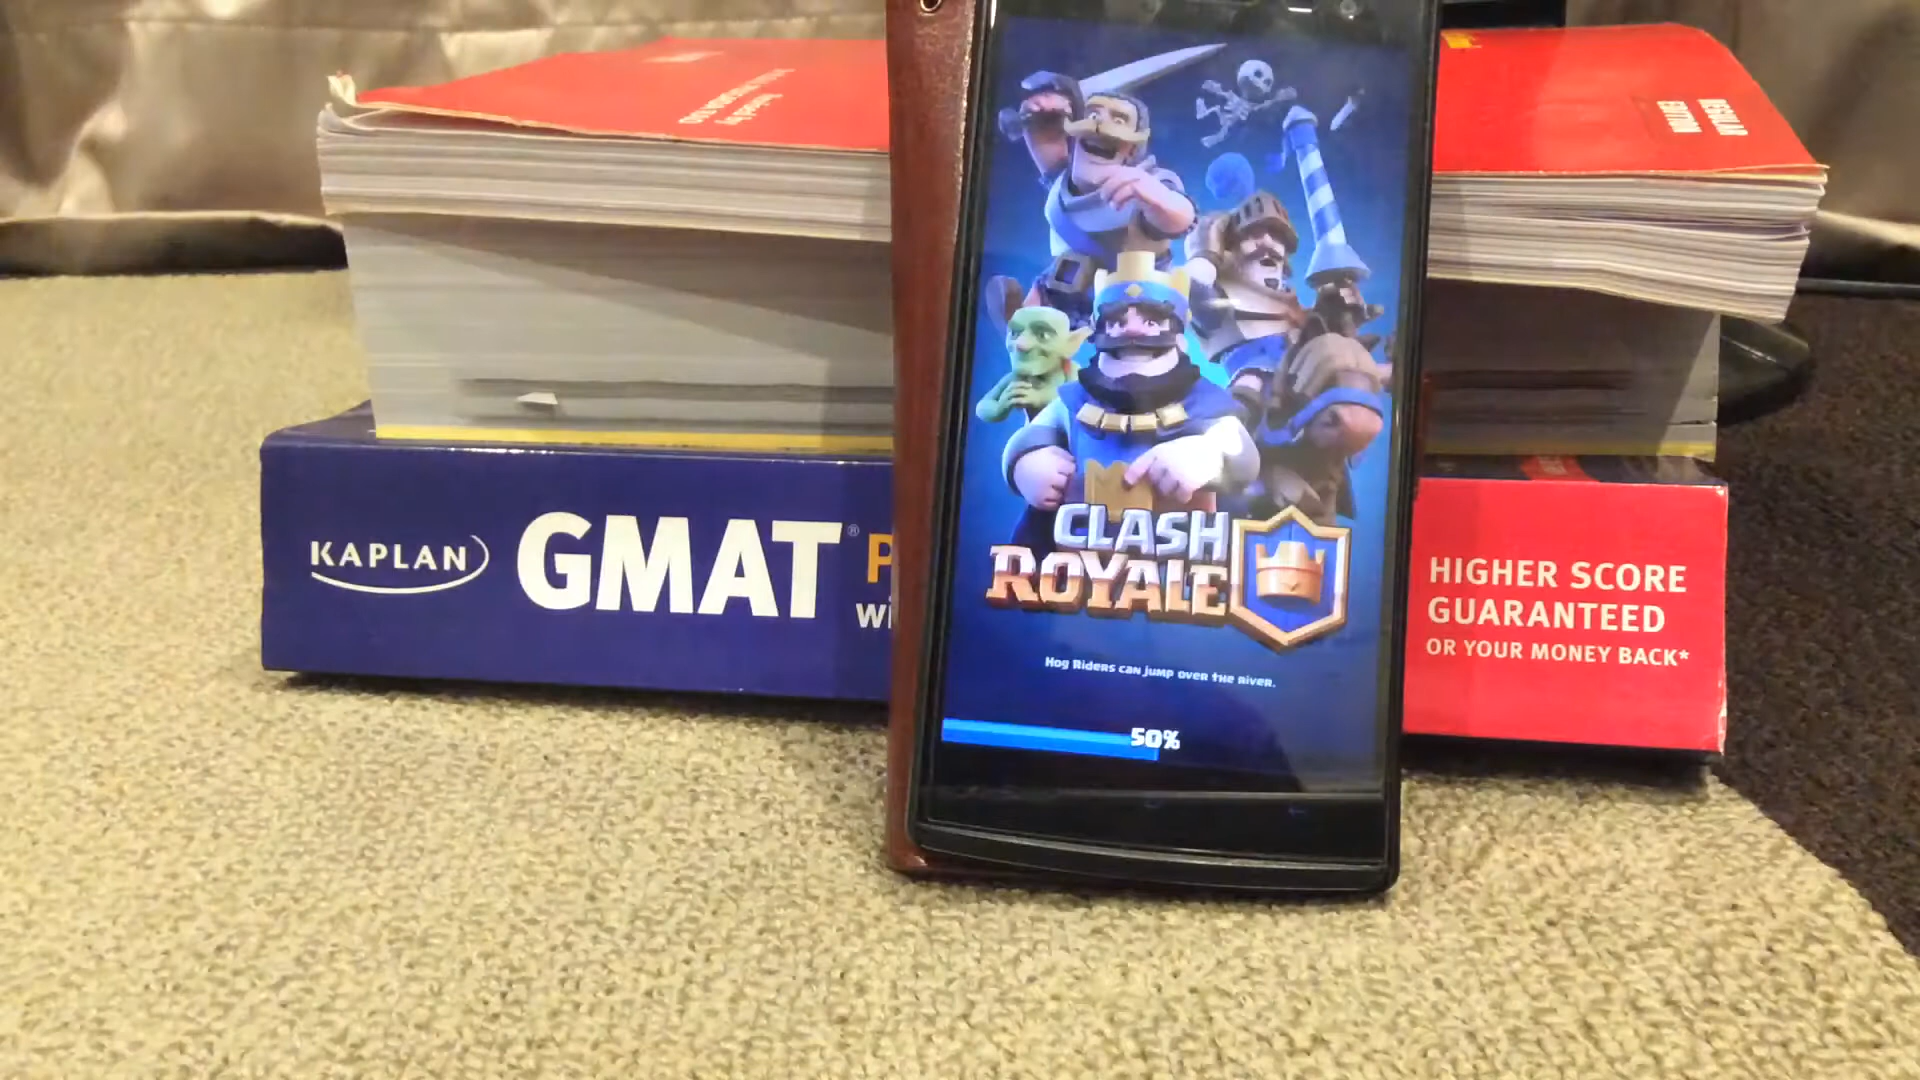 KAPLAN
GMAT®
P
wi
CLASH
ROYALE
Hog Riders can jump over the river.
50%
HIGHER SCORE
GUARANTEED
OR YOUR MONEY BACK*